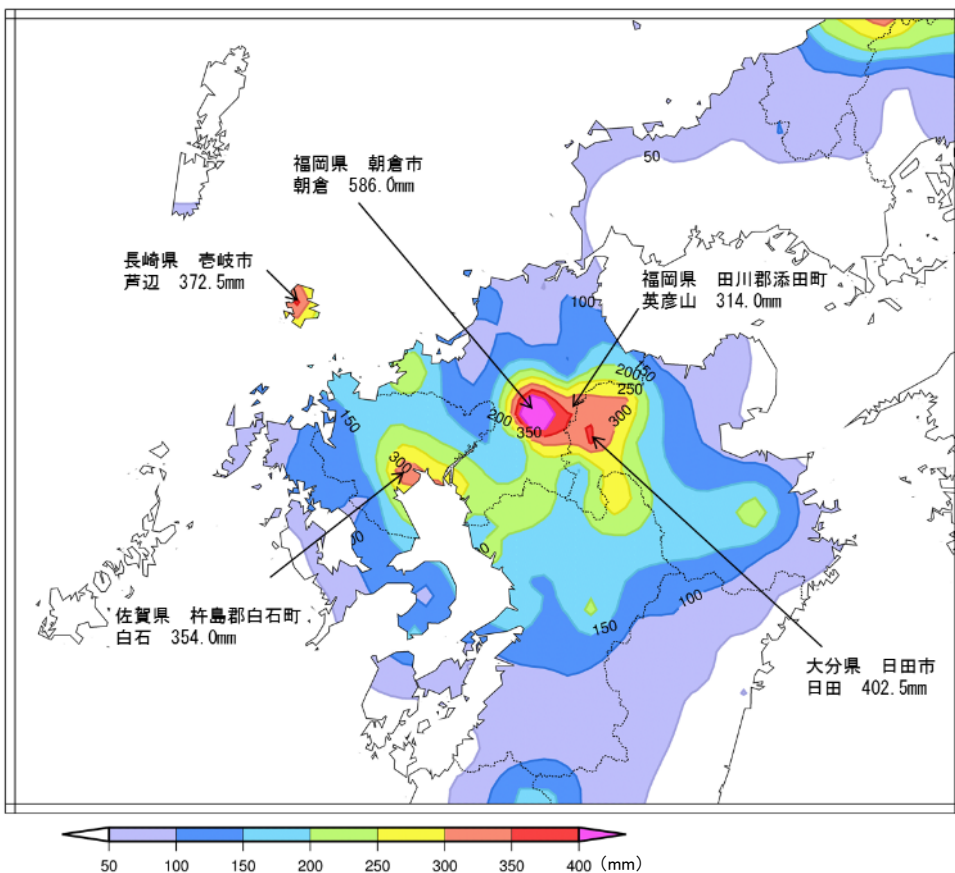 50
福岡県 朝倉市
朝倉 586.0mm
長崎県 壱岐市
芦辺 372.5mm
福岡県 田川郡添田町
英彦山 314.0mm
100
200
250
300
150
200
350
300
佐賀県 杵島郡白石町
白石 354.0mm
100
150
大分県 日田市
日田 402.5mm
50 100 150 200 250 300 350 400 (mm)